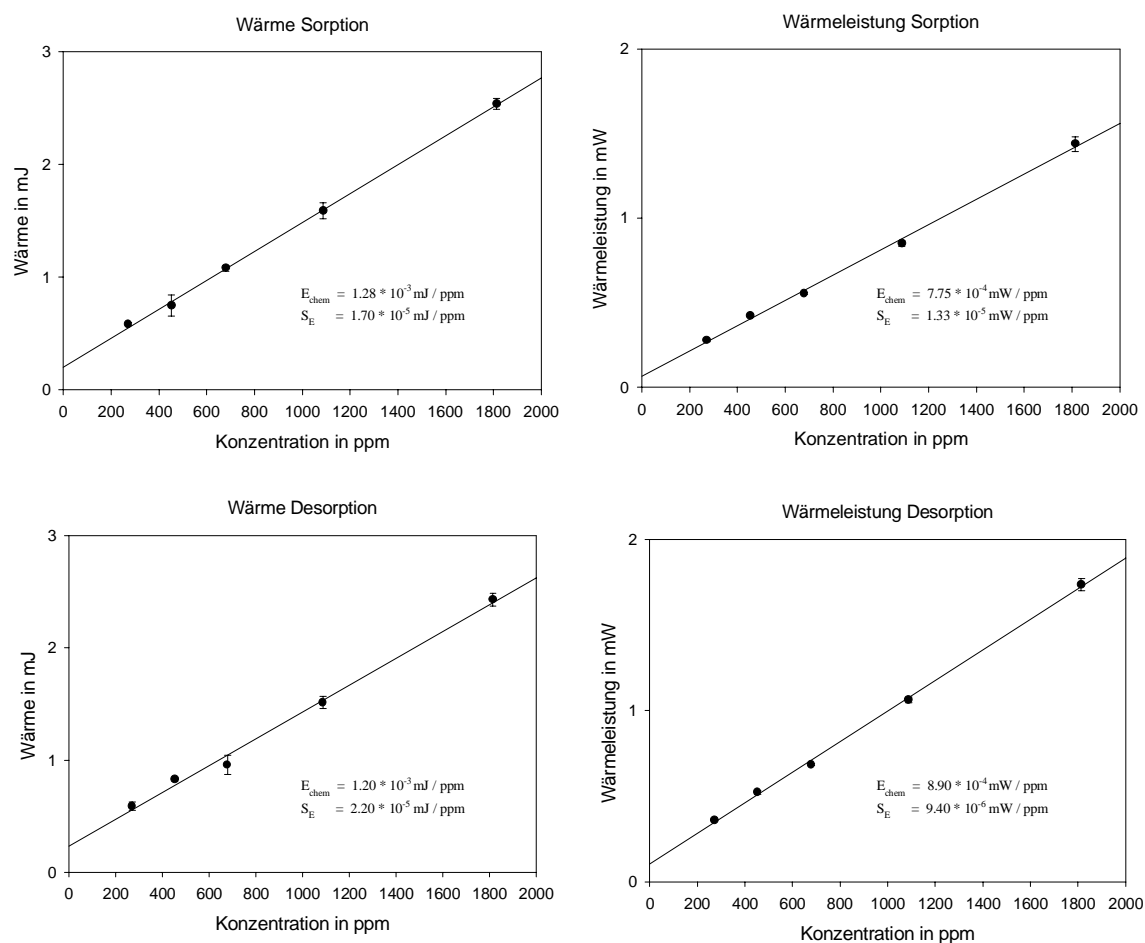 Wärme Sorption
Wärme in mJ
3
2
1
0
E_chem = 1.28 * 10^-3 mJ / ppm
S_E = 1.70 * 10^-5 mJ / ppm
0 200 400 600 800 1000 1200 1400 1600 1800 2000
Konzentration in ppm
Wärmeleistung Sorption
Wärmeleistung in mW
2
1
0
E_chem = 7.75 * 10^-4 mW / ppm
S_E = 1.33 * 10^-5 mW / ppm
0 200 400 600 800 1000 1200 1400 1600 1800 2000
Konzentration in ppm
Wärme Desorption
Wärme in mJ
3
2
1
0
E_chem = 1.20 * 10^-3 mJ / ppm
S_E = 2.20 * 10^-5 mJ / ppm
0 200 400 600 800 1000 1200 1400 1600 1800 2000
Konzentration in ppm
Wärmeleistung Desorption
Wärmeleistung in mW
2
1
0
E_chem = 8.90 * 10^-4 mW / ppm
S_E = 9.40 * 10^-6 mW / ppm
0 200 400 600 800 1000 1200 1400 1600 1800 2000
Konzentration in ppm